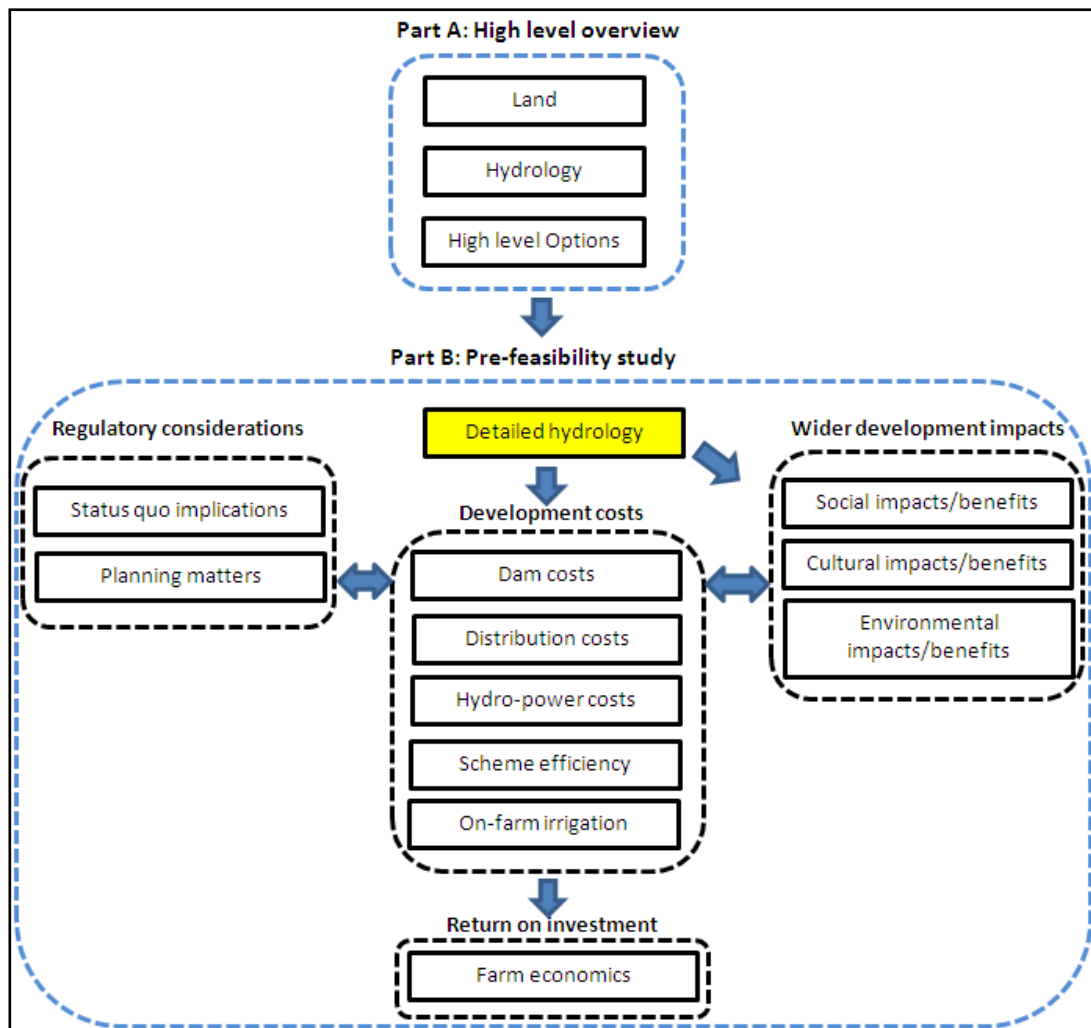 Part A: High level overview
Land
Hydrology
High level Options
Part B: Pre-feasibility study
Regulatory considerations
Status quo implications
Planning matters
Detailed hydrology
Development costs
Dam costs
Distribution costs
Hydro-power costs
Scheme efficiency
On-farm irrigation
Wider development impacts
Social impacts/benefits
Cultural impacts/benefits
Environmental
impacts/benefits
Return on investment
Farm economics